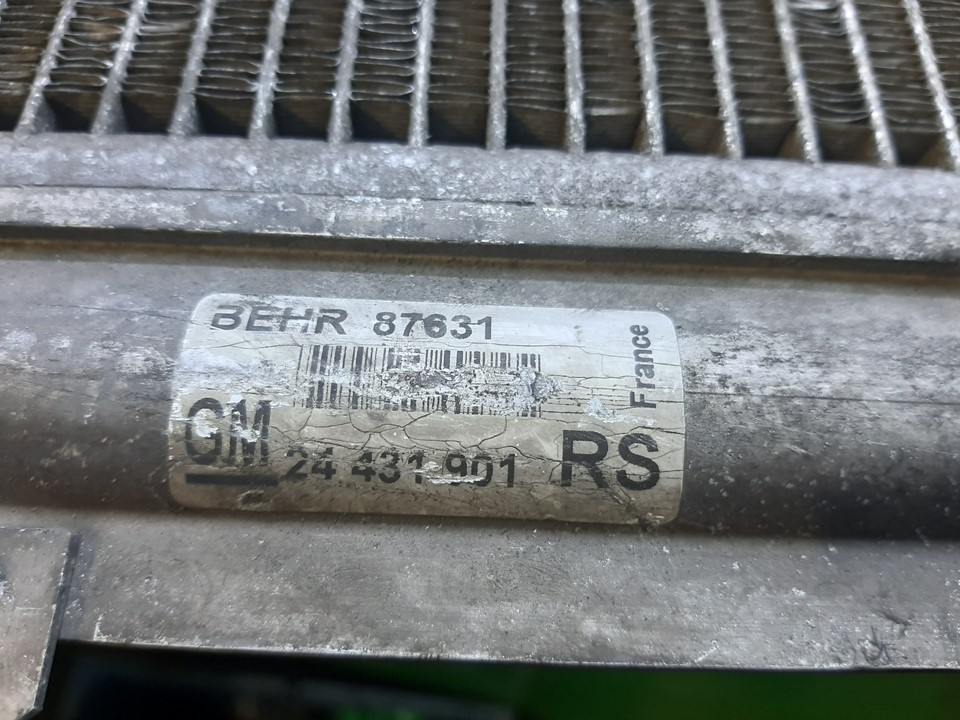 BEHR 87631
France
GM
24 431 901
RS